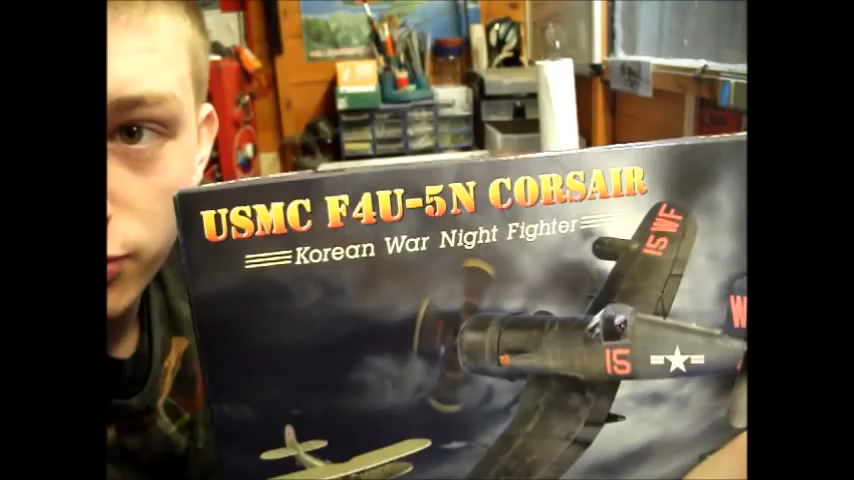 USMC F4U-5N CORSAIR
Korean War Night Fighter
15WF
15
W